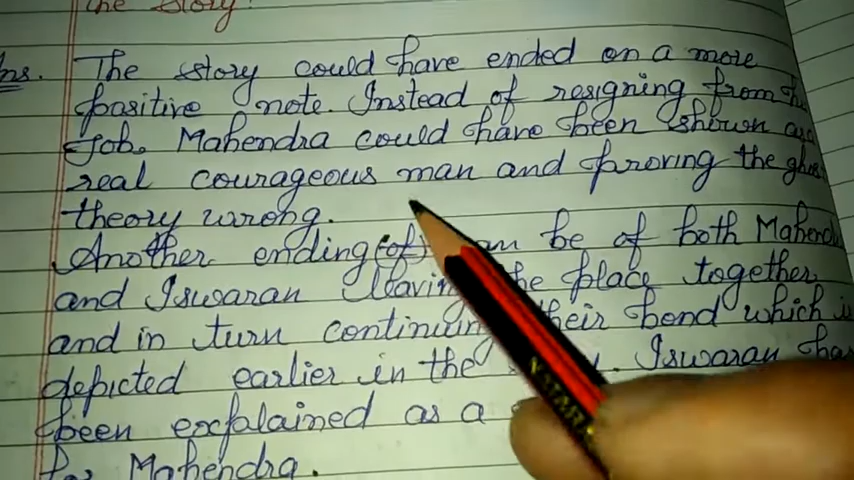 the story?
Ans. The story could have ended on a more
positive note. Instead of resigning from the
job. Mahendra could have been shown as a
real courageous man and proving the ghost
theory wrong.
Another ending (of) can be of both Mahendra
and Iswaran leaving the place together
and in turn continuing their bond which is
depicted earlier in the Iswaran has
been explained as a
Mahendra.